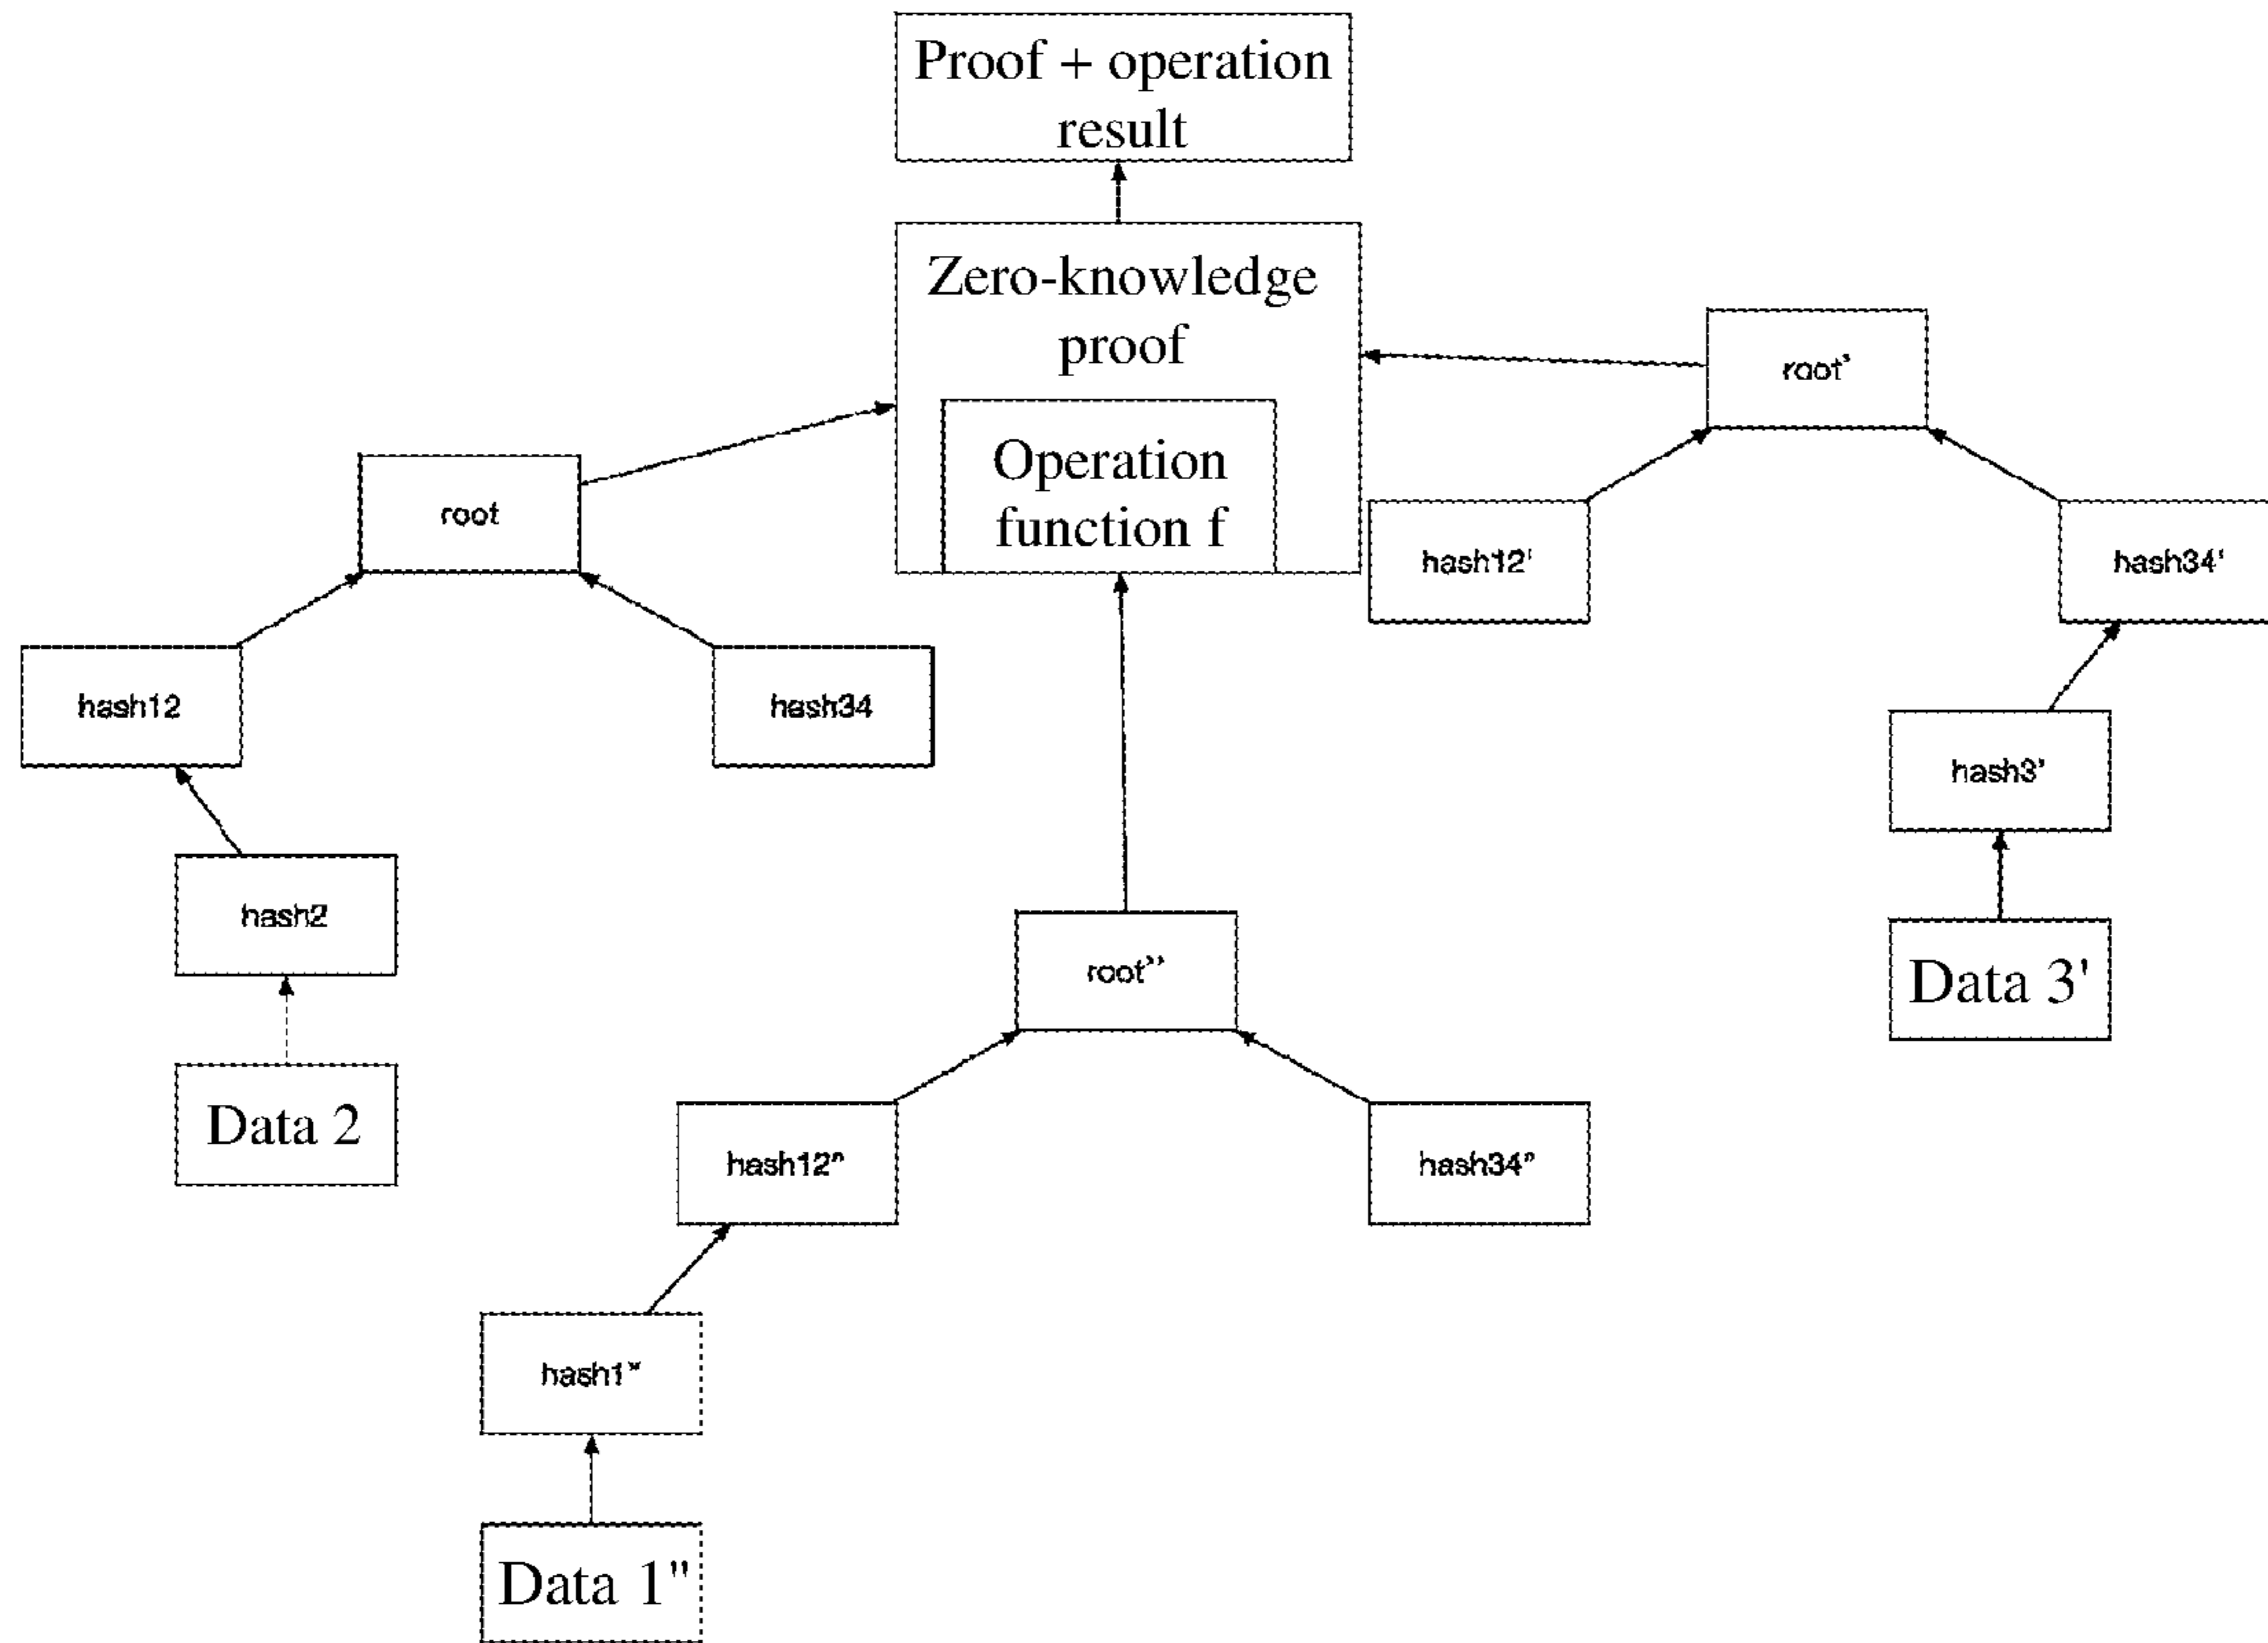 Proof + operation
result
Zero-knowledge
proof
Operation
function f
root
hash12
hash34
hash2
Data 2
root'
hash12'
hash34'
hash3'
Data 3'
root''
hash12"
hash34"
hash1"
Data 1"